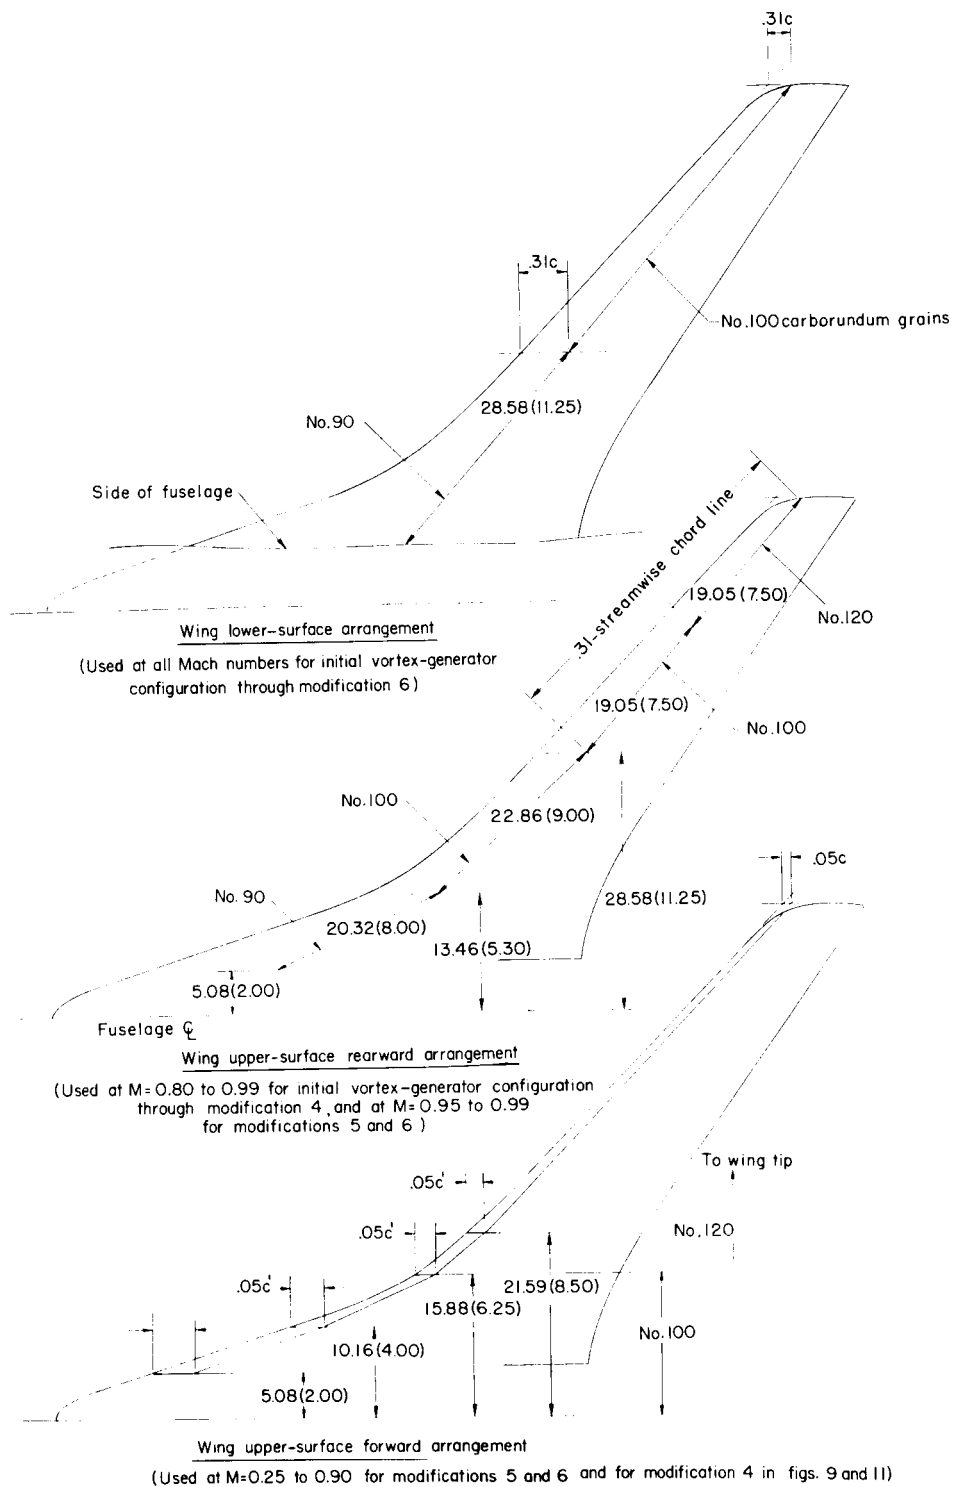 .31c
.31c
No.100 carborundum grains
28.58(11.25)
No.90
Side of fuselage
Wing lower-surface arrangement
(Used at all Mach numbers for initial vortex-generator
configuration through modification 6)
.31-streamwise chord line
19.05(7.50)
No.120
19.05(7.50)
No.100
No.100
22.86(9.00)
No.90
20.32(8.00)
28.58(11.25)
13.46(5.30)
5.08(2.00)
Fuselage ℄
Wing upper-surface rearward arrangement
(Used at M=0.80 to 0.99 for initial vortex-generator configuration
through modification 4, and at M=0.95 to 0.99
for modifications 5 and 6)
.05c
To wing tip
.05c'
No.120
.05c'
.05c'
21.59(8.50)
15.88(6.25)
No.100
10.16(4.00)
5.08(2.00)
Wing upper-surface forward arrangement
(Used at M=0.25 to 0.90 for modifications 5 and 6 and for modification 4 in figs. 9 and 11)